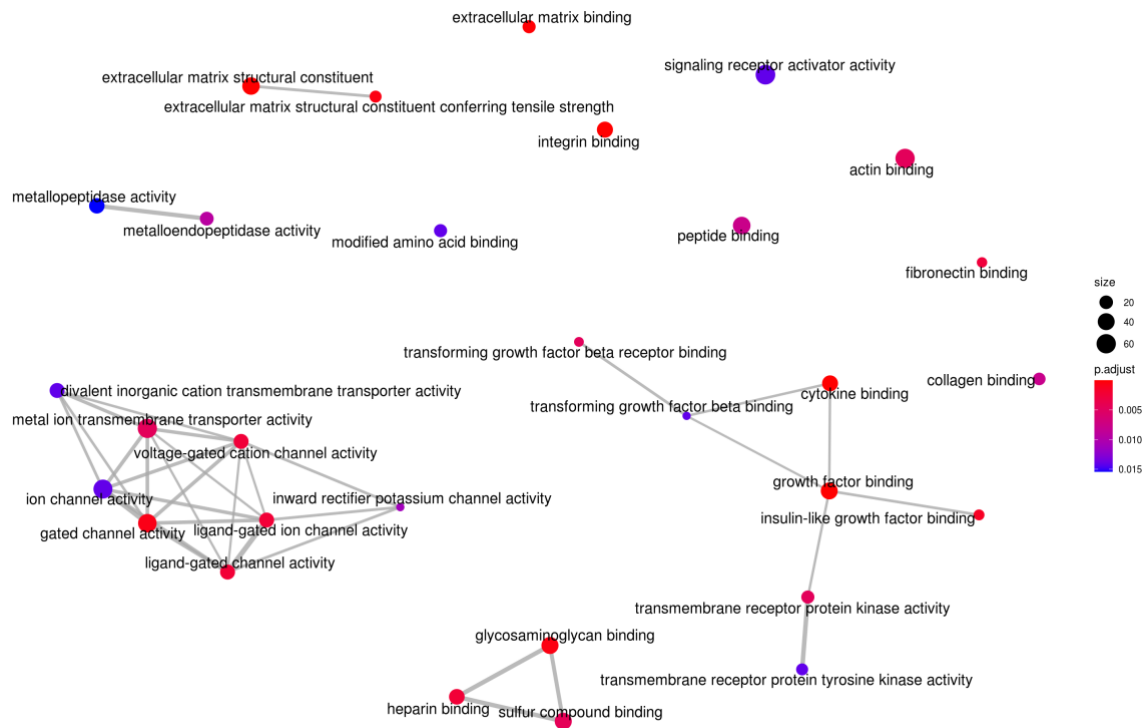 extracellular matrix binding
signaling receptor activator activity
extracellular matrix structural constituent
extracellular matrix structural constituent conferring tensile strength
integrin binding
actin binding
metallopeptidase activity
metalloendopeptidase activity
modified amino acid binding
peptide binding
fibronectin binding
size
20
40
60
transforming growth factor beta receptor binding
p.adjust
0.005
0.010
0.015
collagen binding
divalent inorganic cation transmembrane transporter activity
cytokine binding
transforming growth factor beta binding
metal ion transmembrane transporter activity
voltage-gated cation channel activity
growth factor binding
ion channel activity
inward rectifier potassium channel activity
insulin-like growth factor binding
gated channel activity
ligand-gated ion channel activity
ligand-gated channel activity
transmembrane receptor protein kinase activity
glycosaminoglycan binding
transmembrane receptor protein tyrosine kinase activity
heparin binding
sulfur compound binding